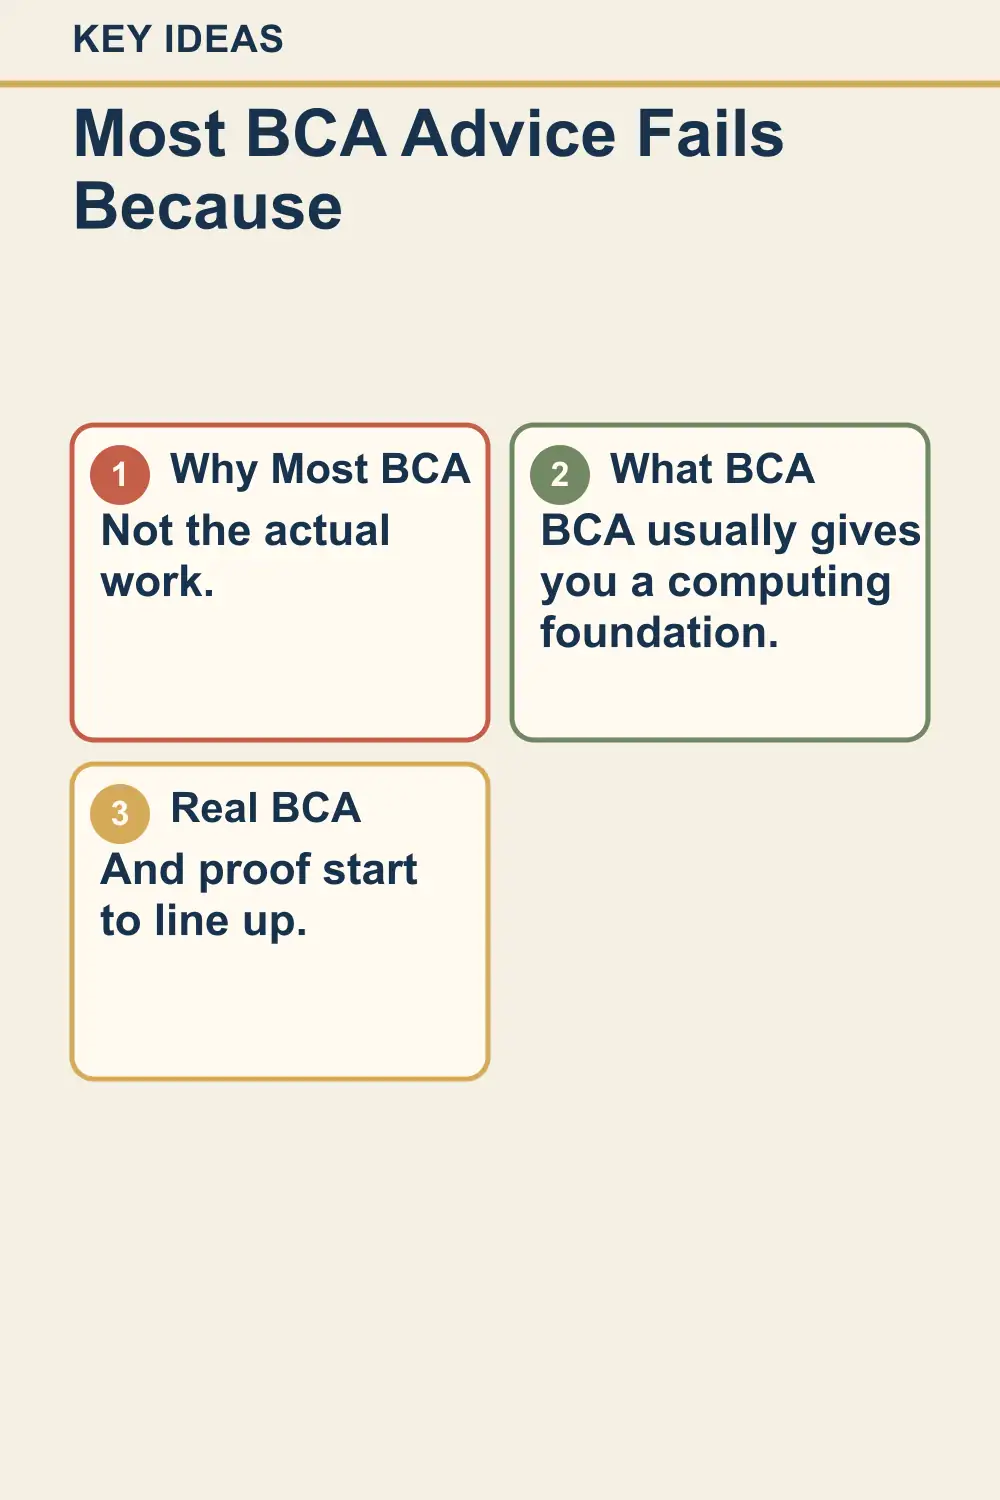 KEY IDEAS
Most BCA Advice Fails
Because
1 Why Most BCA
Not the actual
work.
2 What BCA
BCA usually gives
you a computing
foundation.
3 Real BCA
And proof start
to line up.